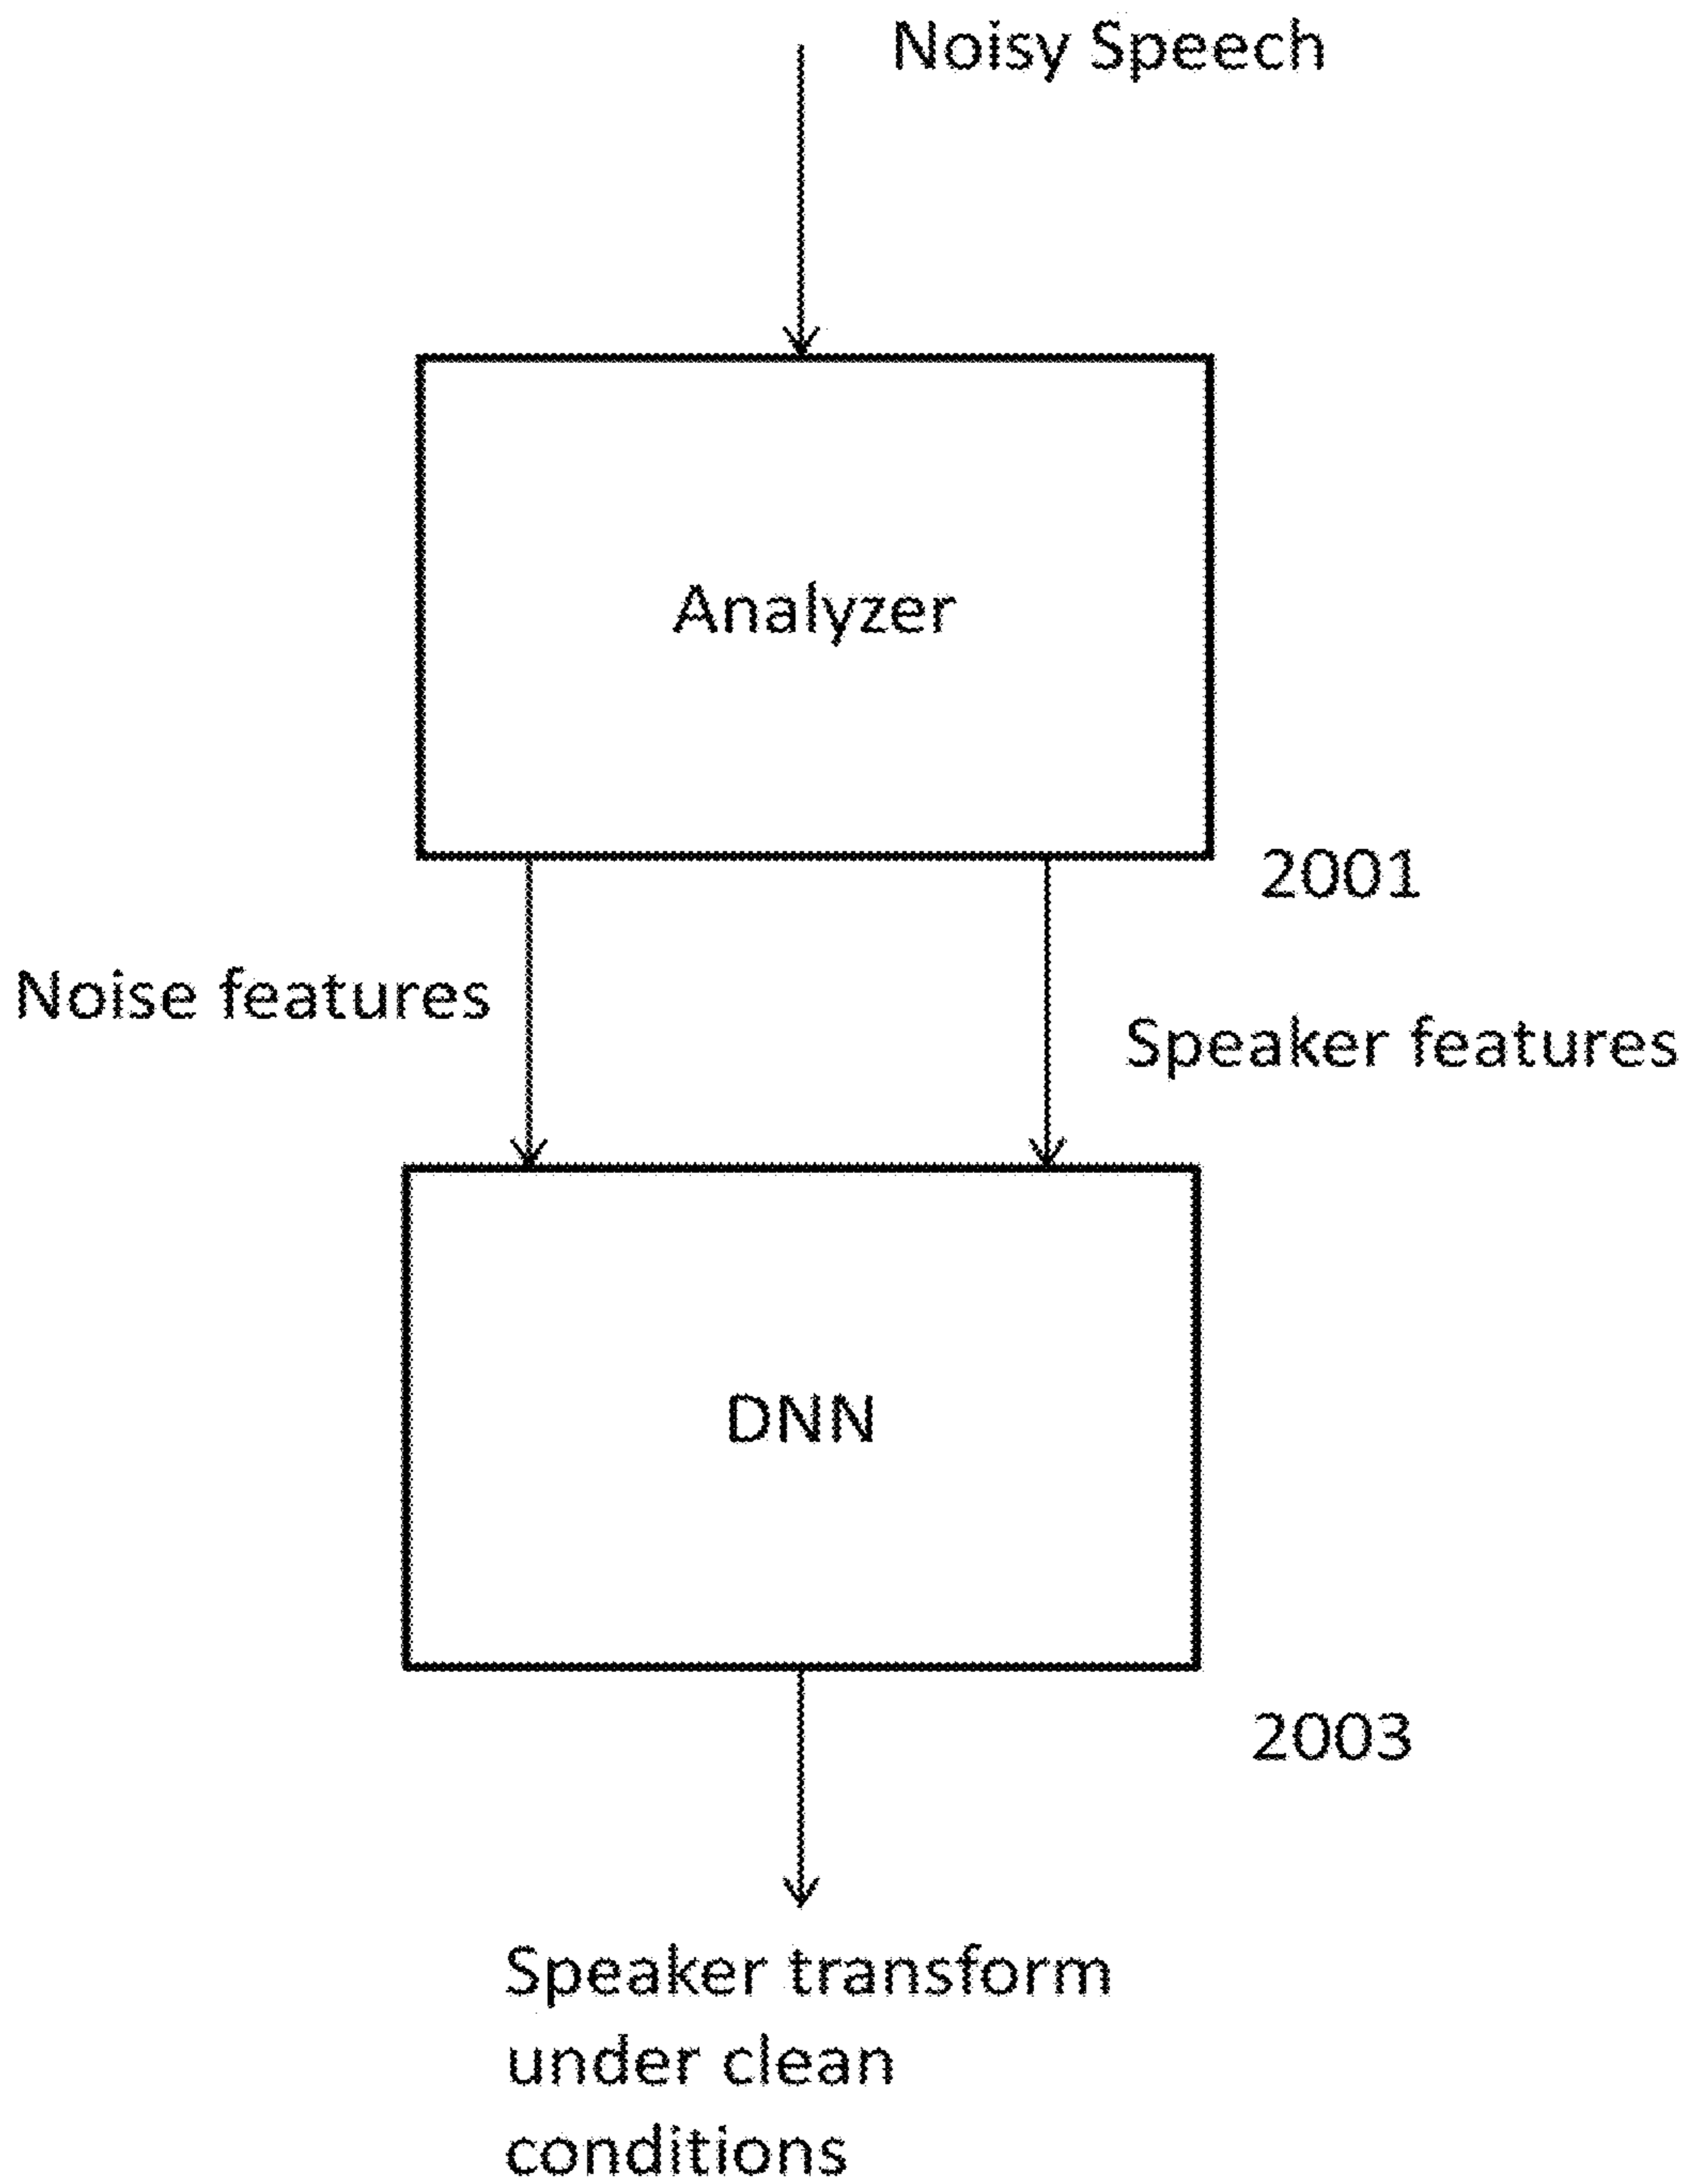 Noisy Speech
Analyzer
2001
Noise features
Speaker features
DNN
2003
Speaker transform
under clean
conditions